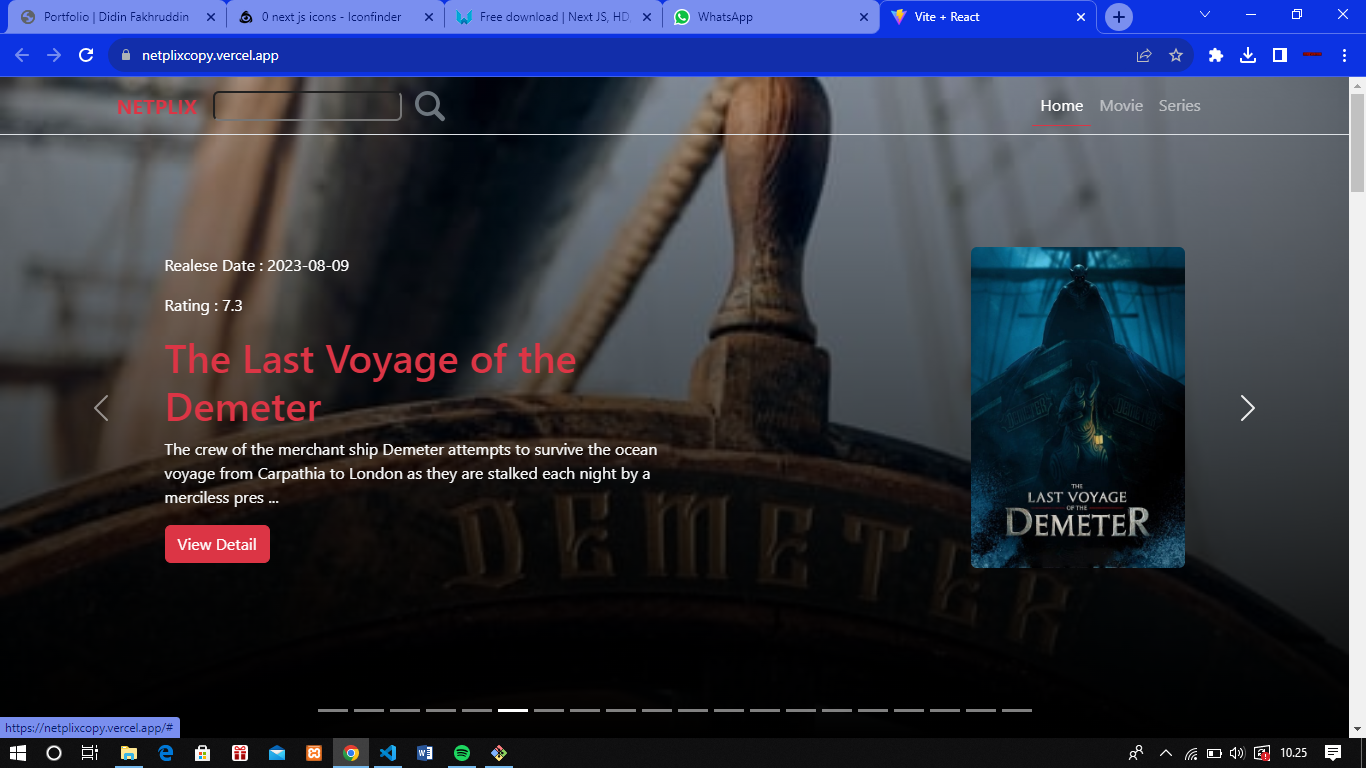 Portfolio | Didin Fakhruddin
0 next js icons - Iconfinder
Free download | Next JS, HD,
WhatsApp
Vite + React
netplixcopy.vercel.app
NETPLIX
Home Movie Series
Realese Date : 2023-08-09
Rating : 7.3
The Last Voyage of the
Demeter
The crew of the merchant ship Demeter attempts to survive the ocean
voyage from Carpathia to London as they are stalked each night by a
merciless pres ...
View Detail
DEMETER
THE
LAST VOYAGE
OF THE
DEMETER
https://netplixcopy.vercel.app/#
10.25